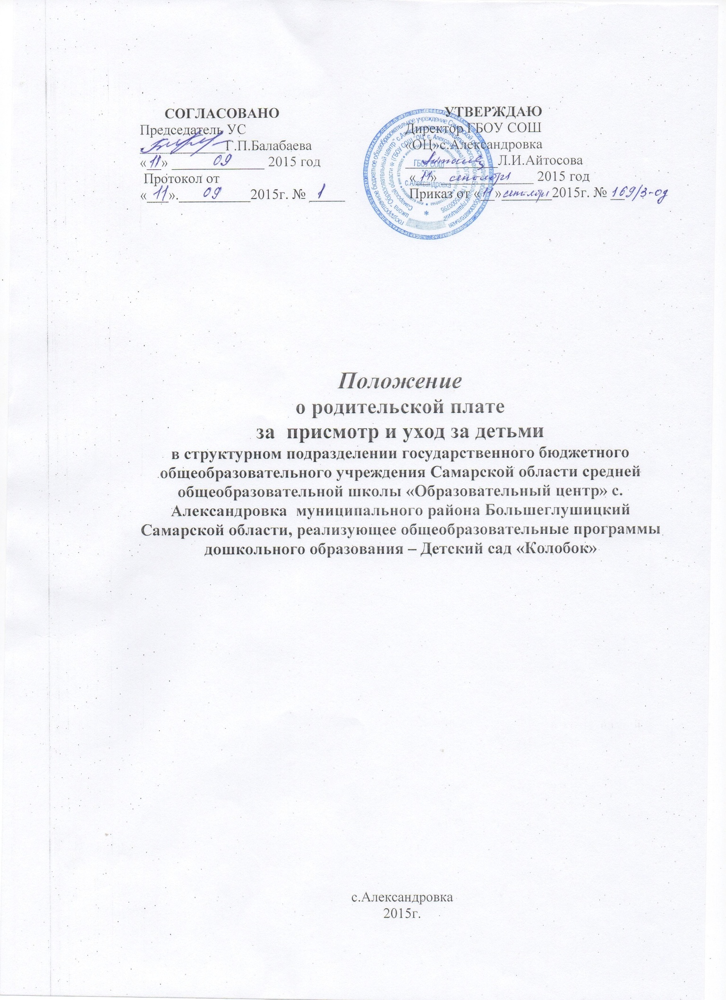 СОГЛАСОВАНО
Председатель УС
____________Г.П.Балабаева
«11» 09 2015 год
Протокол от
«11».09 2015г. № 1
УТВЕРЖДАЮ
Директор ГБОУ СОШ
«ОЦ»с.Александровка
_____________Л.И.Айтосова
«11» сентября 2015 год
Приказ от «11»сентября 2015г. № 169/3-од
ГБОУ СОШ
"ОЦ"
с.Александровка
Положение
о родительской плате
за присмотр и уход за детьми
в структурном подразделении государственного бюджетного
общеобразовательного учреждения Самарской области средней
общеобразовательной школы «Образовательный центр» с.
Александровка муниципального района Большеглушицкий
Самарской области, реализующее общеобразовательные программы
дошкольного образования – Детский сад «Колобок»
с.Александровка
2015г.